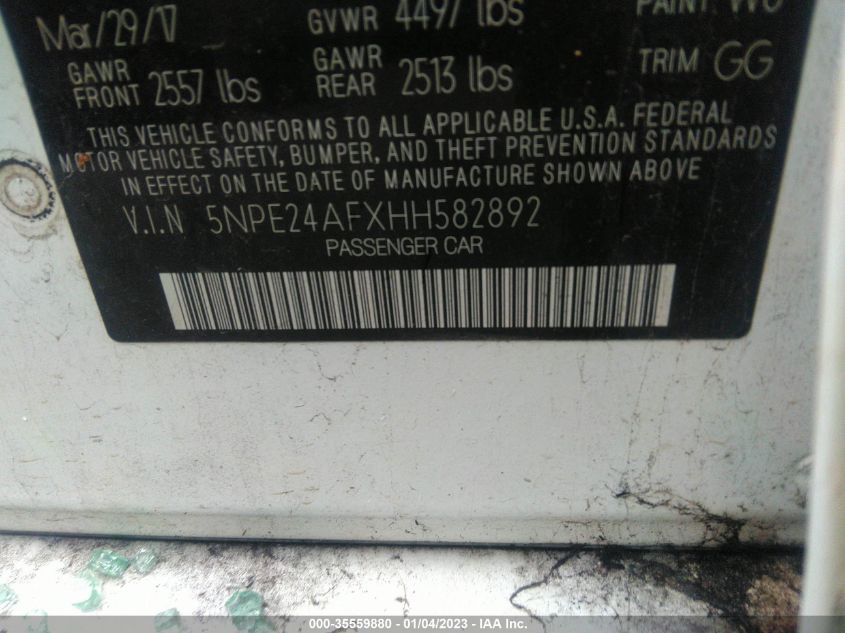 Mar/29/17 GVWR 4497 lbs PAINT
GAWR FRONT 2557 lbs GAWR REAR 2513 lbs TRIM GG
THIS VEHICLE CONFORMS TO ALL APPLICABLE U.S.A. FEDERAL
MOTOR VEHICLE SAFETY, BUMPER, AND THEFT PREVENTION STANDARDS
IN EFFECT ON THE DATE OF MANUFACTURE SHOWN ABOVE
V.I.N 5NPE24AFXHH582892
PASSENGER CAR
000-35559880 - 01/04/2023 - IAA Inc.